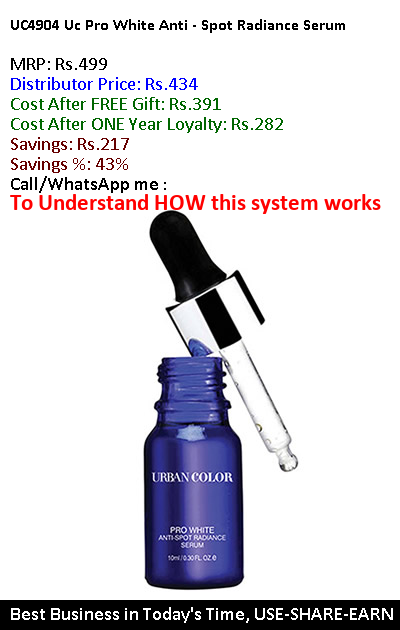 UC4904 Uc Pro White Anti - Spot Radiance Serum
MRP: Rs.499
Distributor Price: Rs.434
Cost After FREE Gift: Rs.391
Cost After ONE Year Loyalty: Rs.282
Savings: Rs.217
Savings %: 43%
Call/WhatsApp me :
To Understand HOW this system works
URBAN COLOR
PRO WHITE
ANTI-SPOT RADIANCE
SERUM
10ml / 0.30 FL. OZ.e
Best Business in Today's Time, USE-SHARE-EARN